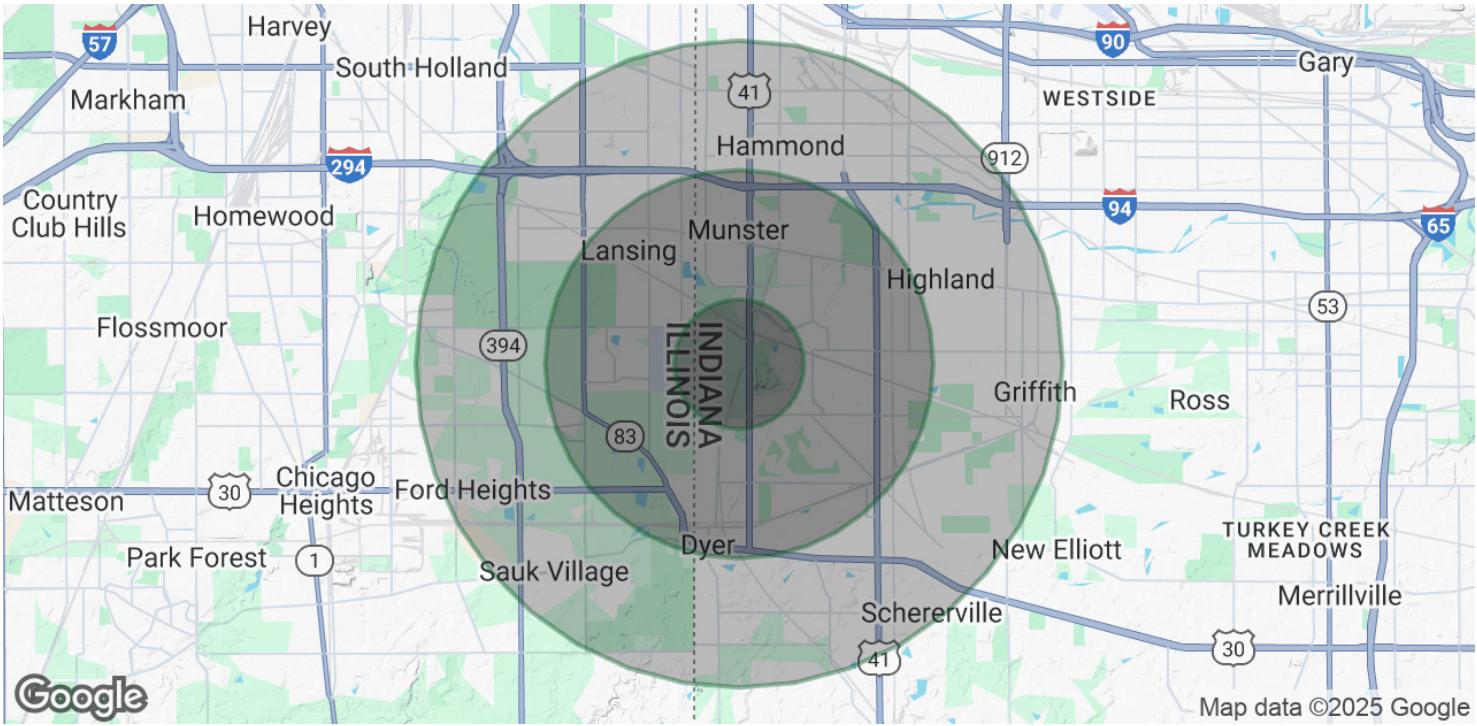 Harvey
57
90
South Holland
Gary
Markham
41
WESTSIDE
Hammond
294
912
Country
Club Hills
Homewood
94
65
Munster
Lansing
Highland
53
Flossmoor
394
INDIANA
ILLINOIS
Griffith
Ross
83
Chicago
Heights
30
Ford Heights
Matteson
TURKEY CREEK
MEADOWS
Dyer
New Elliott
Park Forest
1
Sauk Village
Merrillville
Schererville
41
30
Google
Map data ©2025 Google